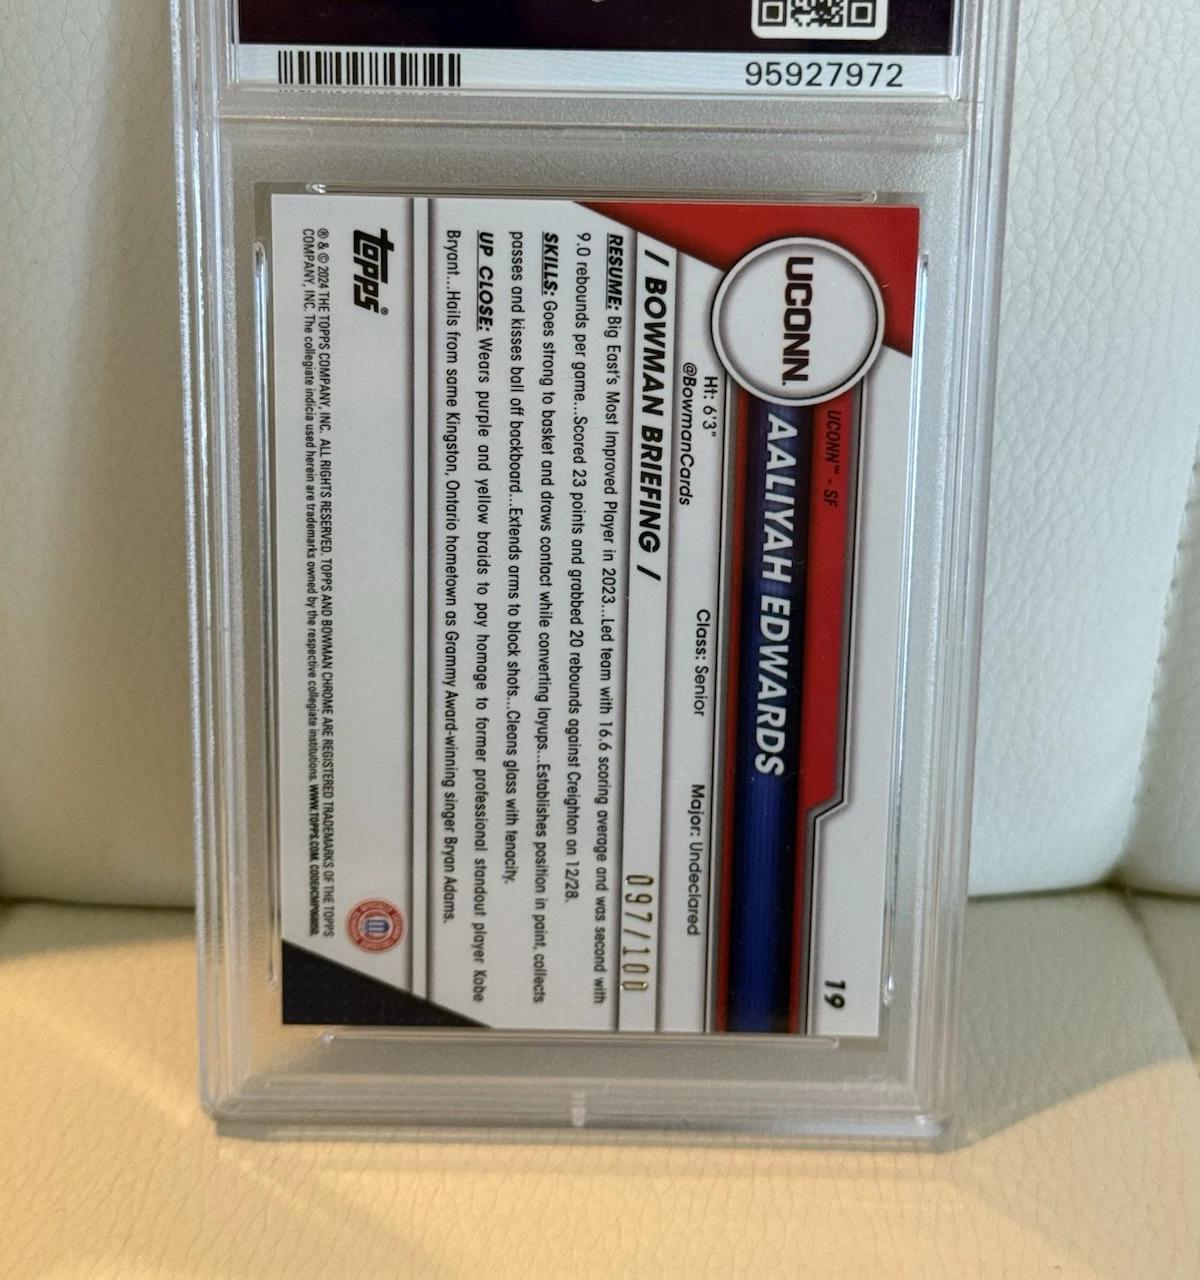 95927972
19
UCONN™ - SF
UCONN
AALIYAH EDWARDS
Ht: 6'3" Class: Senior Major: Undeclared
@BowmanCards
/ BOWMAN BRIEFING /
097/100
RESUME: Big East's Most Improved Player in 2023...Led team with 16.6 scoring average and was second with
9.0 rebounds per game...Scored 23 points and grabbed 20 rebounds against Creighton on 12/28.
SKILLS: Goes strong to basket and draws contact while converting layups...Establishes position in paint, collects
passes and kisses ball off backboard...Extends arms to block shots...Cleans glass with tenacity.
UP CLOSE: Wears purple and yellow braids to pay homage to former professional standout player Kobe
Bryant...Hails from same Kingston, Ontario hometown as Grammy Award-winning singer Bryan Adams.
topps®
® & © 2024 THE TOPPS COMPANY, INC. ALL RIGHTS RESERVED. TOPPS AND BOWMAN CHROME ARE REGISTERED TRADEMARKS OF THE TOPPS
COMPANY, INC. The collegiate indicia used herein are trademarks owned by the respective collegiate institutions. WWW.TOPPS.COM.